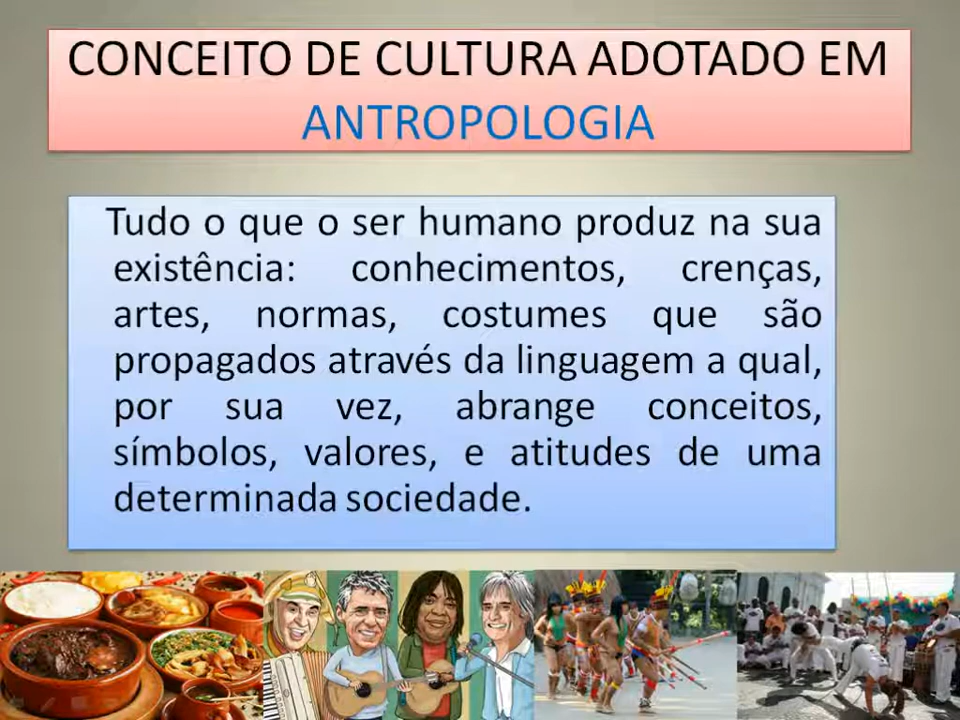 CONCEITO DE CULTURA ADOTADO EM
ANTROPOLOGIA
Tudo o que o ser humano produz na sua
existência: conhecimentos, crenças,
artes, normas, costumes que são
propagados através da linguagem a qual,
por sua vez, abrange conceitos,
símbolos, valores, e atitudes de uma
determinada sociedade.